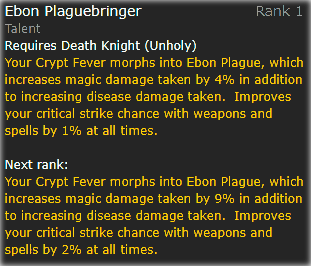 Ebon Plaguebringer Rank 1
Talent
Requires Death Knight (Unholy)
Your Crypt Fever morphs into Ebon Plague, which
increases magic damage taken by 4% in addition
to increasing disease damage taken.  Improves
your critical strike chance with weapons and
spells by 1% at all times.

Next rank:
Your Crypt Fever morphs into Ebon Plague, which
increases magic damage taken by 9% in addition
to increasing disease damage taken.  Improves
your critical strike chance with weapons and
spells by 2% at all times.